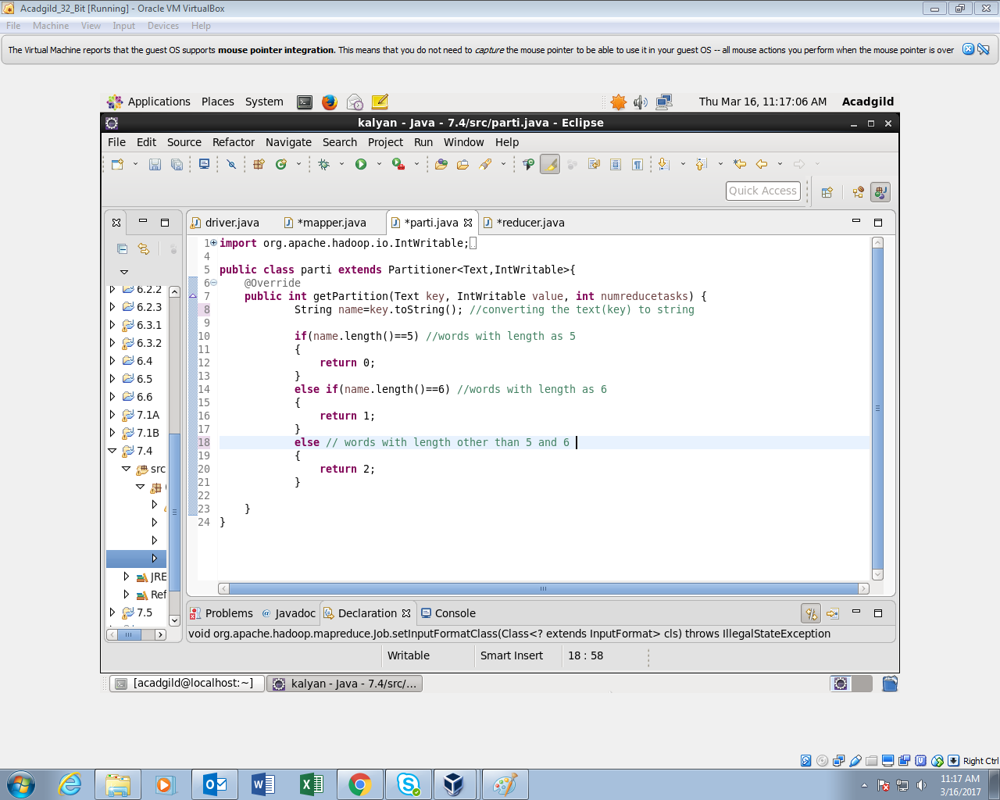 Acadgild_32_Bit [Running] - Oracle VM VirtualBox
File Machine View Input Devices Help
The Virtual Machine reports that the guest OS supports mouse pointer integration. This means that you do not need to capture the mouse pointer to be able to use it in your guest OS -- all mouse actions you perform when the mouse pointer is over
Applications Places System Thu Mar 16, 11:17:06 AM Acadgild
kalyan - Java - 7.4/src/parti.java - Eclipse
File Edit Source Refactor Navigate Search Project Run Window Help
Quick Access
driver.java *mapper.java *parti.java *reducer.java
1 import org.apache.hadoop.io.IntWritable;
4
5 public class parti extends Partitioner<Text,IntWritable>{
6 @Override
7 public int getPartition(Text key, IntWritable value, int numreducetasks) {
8 String name=key.toString(); //converting the text(key) to string
9
10 if(name.length()==5) //words with length as 5
11 {
12 return 0;
13 }
14 else if(name.length()==6) //words with length as 6
15 {
16 return 1;
17 }
18 else // words with length other than 5 and 6
19 {
20 return 2;
21 }
22
23 }
24 }
6.2.2
6.2.3
6.3.1
6.3.2
6.4
6.5
6.6
7.1A
7.1B
7.4
src
JRE
Ref
7.5
Problems Javadoc Declaration Console
void org.apache.hadoop.mapreduce.Job.setInputFormatClass(Class<? extends InputFormat> cls) throws IllegalStateException
Writable Smart Insert 18 : 58
[acadgild@localhost:~] kalyan - Java - 7.4/src/...
Right Ctrl
11:17 AM
3/16/2017